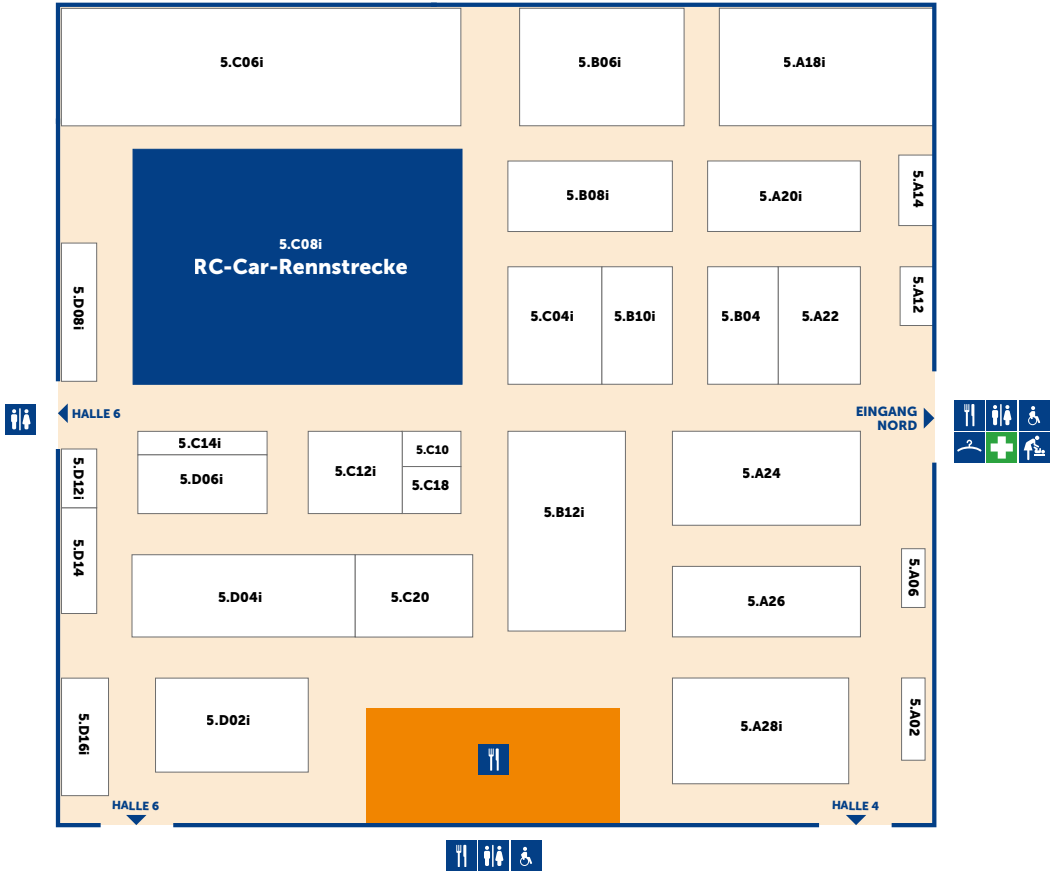 5.C06i
5.B06i
5.A18i
5.B08i
5.A20i
5.A14
5.C08i
RC-Car-Rennstrecke
5.D08i
5.C04i
5.B10i
5.B04
5.A22
5.A12
HALLE 6
EINGANG
NORD
5.C14i
5.D06i
5.C12i
5.C10
5.C18
5.D12i
5.D14
5.B12i
5.A24
5.D04i
5.C20
5.A26
5.A06
5.D16i
5.D02i
5.A28i
5.A02
HALLE 6
HALLE 4